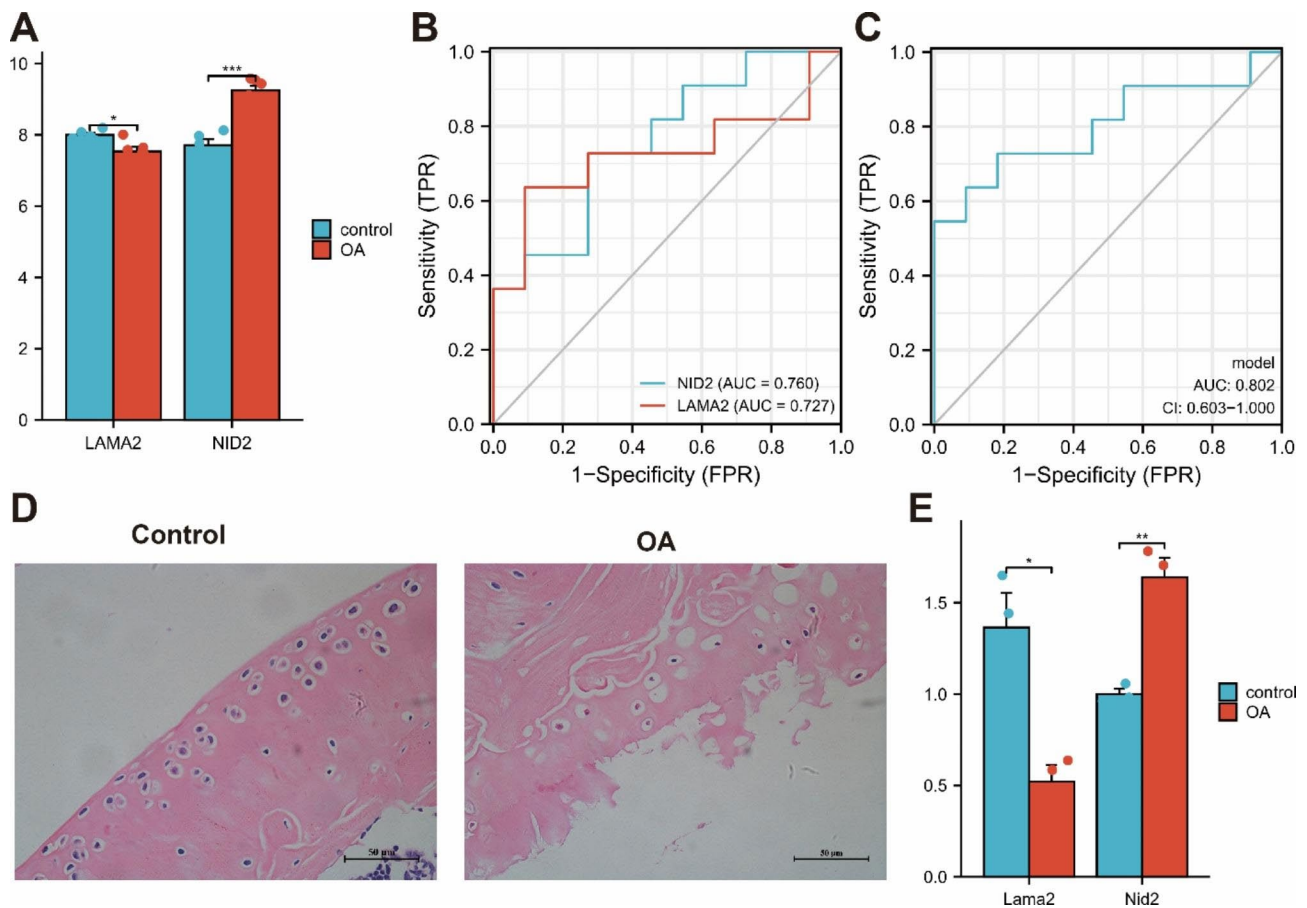 A
10
8
6
4
2
0
***
*
LAMA2
NID2
control
OA
B
Sensitivity (TPR)
1.0
0.8
0.6
0.4
0.2
0.0
NID2 (AUC = 0.760)
LAMA2 (AUC = 0.727)
0.0 0.2 0.4 0.6 0.8 1.0
1−Specificity (FPR)
C
Sensitivity (TPR)
1.0
0.8
0.6
0.4
0.2
0.0
model
AUC: 0.802
CI: 0.603−1.000
0.0 0.2 0.4 0.6 0.8 1.0
1−Specificity (FPR)
D
Control
OA
50 μm
50 μm
E
1.5
1.0
0.5
0.0
*
**
control
OA
Lama2
Nid2